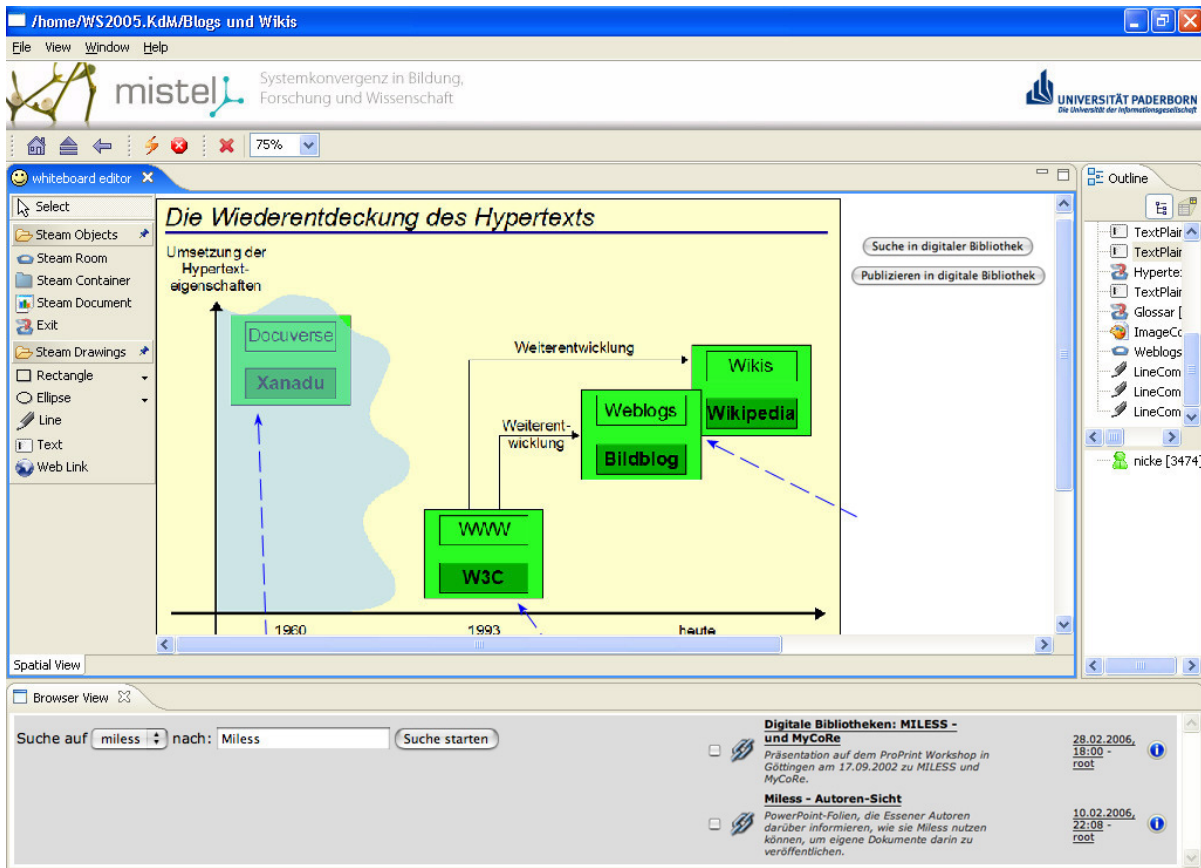 /home/WS2005.KdM/Blogs und Wikis
File View Window Help
mistel
Systemkonvergenz in Bildung,
Forschung und Wissenschaft
UNIVERSITÄT PADERBORN
Die Universität der Informationsgesellschaft
75%
whiteboard editor
Select
Steam Objects
Steam Room
Steam Container
Steam Document
Exit
Steam Drawings
Rectangle
Ellipse
Line
Text
Web Link
Die Wiederentdeckung des Hypertexts
Umsetzung der
Hypertext-
eigenschaften
Docuverse
Xanadu
Weiterentwicklung
Wikis
Wikipedia
Weblogs
Bildblog
Weiterent-
wicklung
WWW
W3C
1960 1993 heute
Suche in digitaler Bibliothek
Publizieren in digitale Bibliothek
Spatial View
Outline
TextPlair
TextPlair
Hyperte:
TextPlair
Glossar [
ImageCo
Weblogs
LineCom
LineCom
LineCom
nicke [3474]
Browser View
Suche auf miless nach: Miless Suche starten
Digitale Bibliotheken: MILESS -
und MyCoRe
Präsentation auf dem ProPrint Workshop in
Göttingen am 17.09.2002 zu MILESS und
MyCoRe.
28.02.2006,
18:00 -
root
Miless - Autoren-Sicht
PowerPoint-Folien, die Essener Autoren
darüber informieren, wie sie Miless nutzen
können, um eigene Dokumente darin zu
veröffentlichen.
10.02.2006,
22:08 -
root